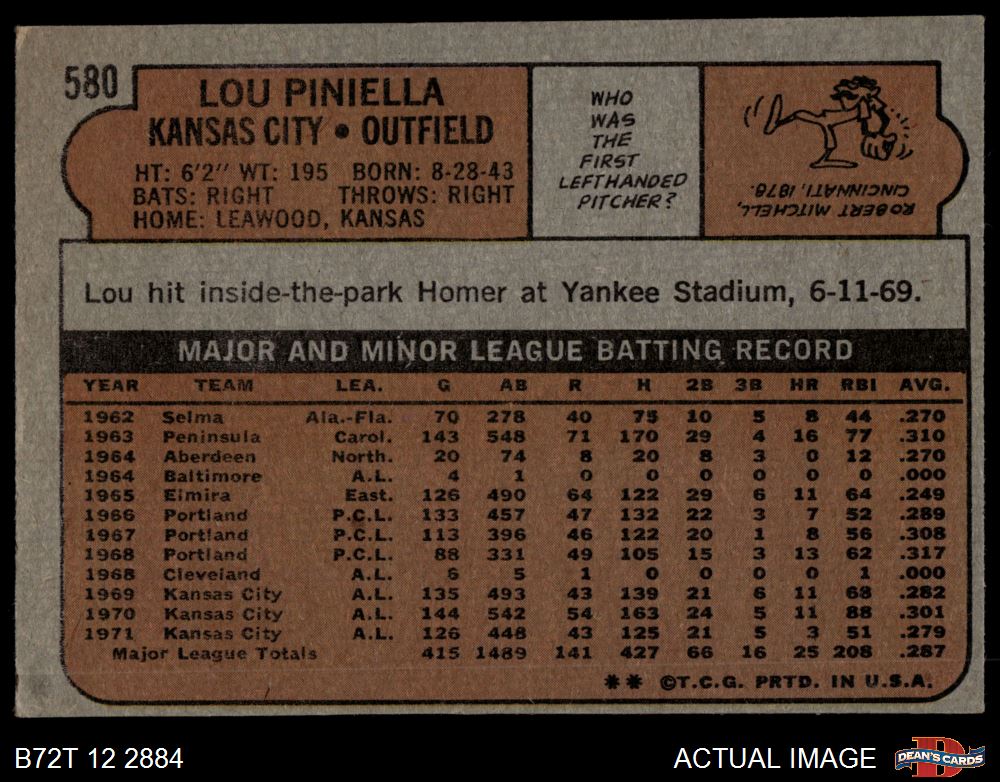 580
LOU PINIELLA
KANSAS CITY • OUTFIELD
HT: 6'2" WT: 195 BORN: 8-28-43
BATS: RIGHT THROWS: RIGHT
HOME: LEAWOOD, KANSAS
WHO
WAS
THE
FIRST
LEFTHANDED
PITCHER?
ROBERT MITCHELL,
CINCINNATI, 1878.
Lou hit inside-the-park Homer at Yankee Stadium, 6-11-69.
MAJOR AND MINOR LEAGUE BATTING RECORD
YEAR TEAM LEA. G AB R H 2B 3B HR RBI AVG.
1962 Selma Ala.-Fla. 70 278 40 75 10 5 8 44 .270
1963 Peninsula Carol. 143 548 71 170 29 4 16 77 .310
1964 Aberdeen North. 20 74 8 20 8 3 0 12 .270
1964 Baltimore A.L. 4 1 0 0 0 0 0 0 .000
1965 Elmira East. 126 490 64 122 29 6 11 64 .249
1966 Portland P.C.L. 133 457 47 132 22 3 7 52 .289
1967 Portland P.C.L. 113 396 46 122 20 1 8 56 .308
1968 Portland P.C.L. 88 331 49 105 15 3 13 62 .317
1968 Cleveland A.L. 6 5 1 0 0 0 0 1 .000
1969 Kansas City A.L. 135 493 43 139 21 6 11 68 .282
1970 Kansas City A.L. 144 542 54 163 24 5 11 88 .301
1971 Kansas City A.L. 126 448 43 125 21 5 3 51 .279
Major League Totals 415 1489 141 427 66 16 25 208 .287
** ©T.C.G. PRTD. IN U.S.A.
B72T 12 2884
ACTUAL IMAGE
D
DEAN'S CARDS